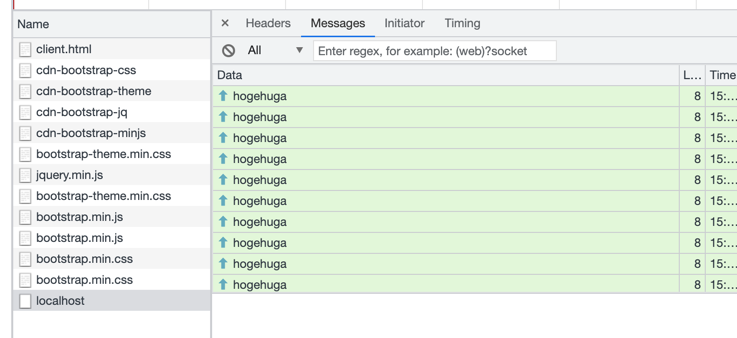 Name
client.html
cdn-bootstrap-css
cdn-bootstrap-theme
cdn-bootstrap-jq
cdn-bootstrap-minjs
bootstrap-theme.min.css
jquery.min.js
bootstrap-theme.min.css
bootstrap.min.js
bootstrap.min.js
bootstrap.min.css
bootstrap.min.css
localhost
× Headers Messages Initiator Timing
All ▼ Enter regex, for example: (web)?socket
Data L... Time
hogehuga 8 15:...
hogehuga 8 15:...
hogehuga 8 15:...
hogehuga 8 15:...
hogehuga 8 15:...
hogehuga 8 15:...
hogehuga 8 15:...
hogehuga 8 15:...
hogehuga 8 15:...
hogehuga 8 15:...